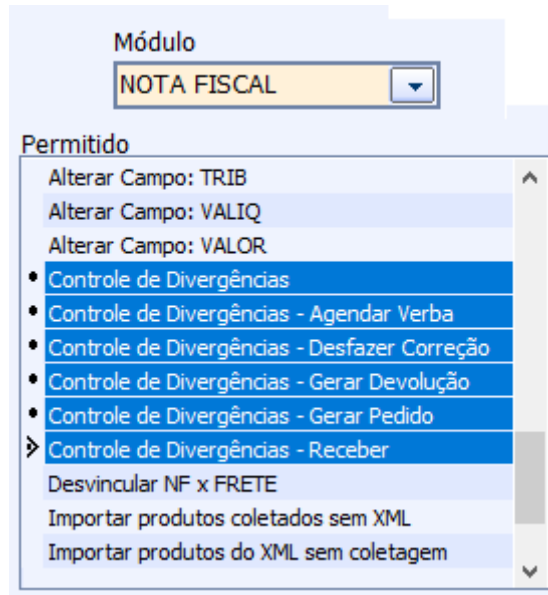 Módulo
NOTA FISCAL
Permitido
Alterar Campo: TRIB
Alterar Campo: VALIQ
Alterar Campo: VALOR
Controle de Divergências
Controle de Divergências - Agendar Verba
Controle de Divergências - Desfazer Correção
Controle de Divergências - Gerar Devolução
Controle de Divergências - Gerar Pedido
Controle de Divergências - Receber
Desvincular NF x FRETE
Importar produtos coletados sem XML
Importar produtos do XML sem coletagem